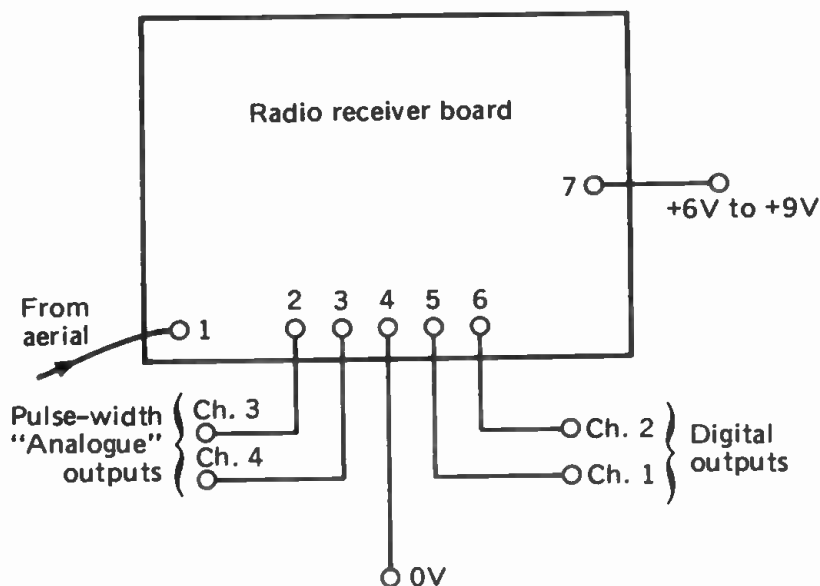 Radio receiver board
7
+6V to +9V
From
aerial
1
2 3 4 5 6
Pulse-width
"Analogue"
outputs
Ch. 3
Ch. 4
Ch. 2
Ch. 1
Digital
outputs
0V